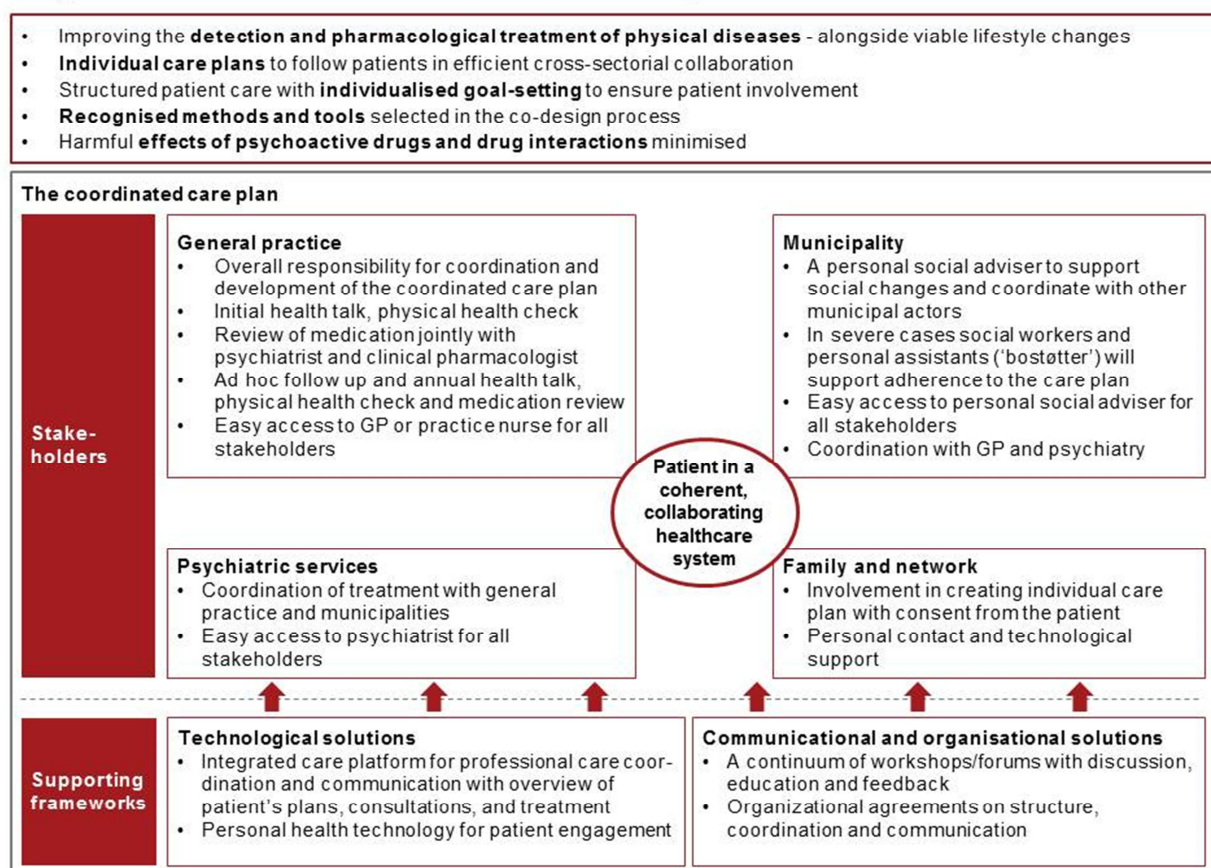 • Improving the detection and pharmacological treatment of physical diseases - alongside viable lifestyle changes
• Individual care plans to follow patients in efficient cross-sectorial collaboration
• Structured patient care with individualised goal-setting to ensure patient involvement
• Recognised methods and tools selected in the co-design process
• Harmful effects of psychoactive drugs and drug interactions minimised
The coordinated care plan
Stake-
holders
General practice
• Overall responsibility for coordination and
development of the coordinated care plan
• Initial health talk, physical health check
• Review of medication jointly with
psychiatrist and clinical pharmacologist
• Ad hoc follow up and annual health talk,
physical health check and medication review
• Easy access to GP or practice nurse for all
stakeholders
Municipality
• A personal social adviser to support
social changes and coordinate with other
municipal actors
• In severe cases social workers and
personal assistants (‘bostøtter’) will
support adherence to the care plan
• Easy access to personal social adviser for
all stakeholders
• Coordination with GP and psychiatry
Patient in a
coherent,
collaborating
healthcare
system
Psychiatric services
• Coordination of treatment with general
practice and municipalities
• Easy access to psychiatrist for all
stakeholders
Family and network
• Involvement in creating individual care
plan with consent from the patient
• Personal contact and technological
support
Supporting
frameworks
Technological solutions
• Integrated care platform for professional care coor-
dination and communication with overview of
patient’s plans, consultations, and treatment
• Personal health technology for patient engagement
Communicational and organisational solutions
• A continuum of workshops/forums with discussion,
education and feedback
• Organizational agreements on structure,
coordination and communication